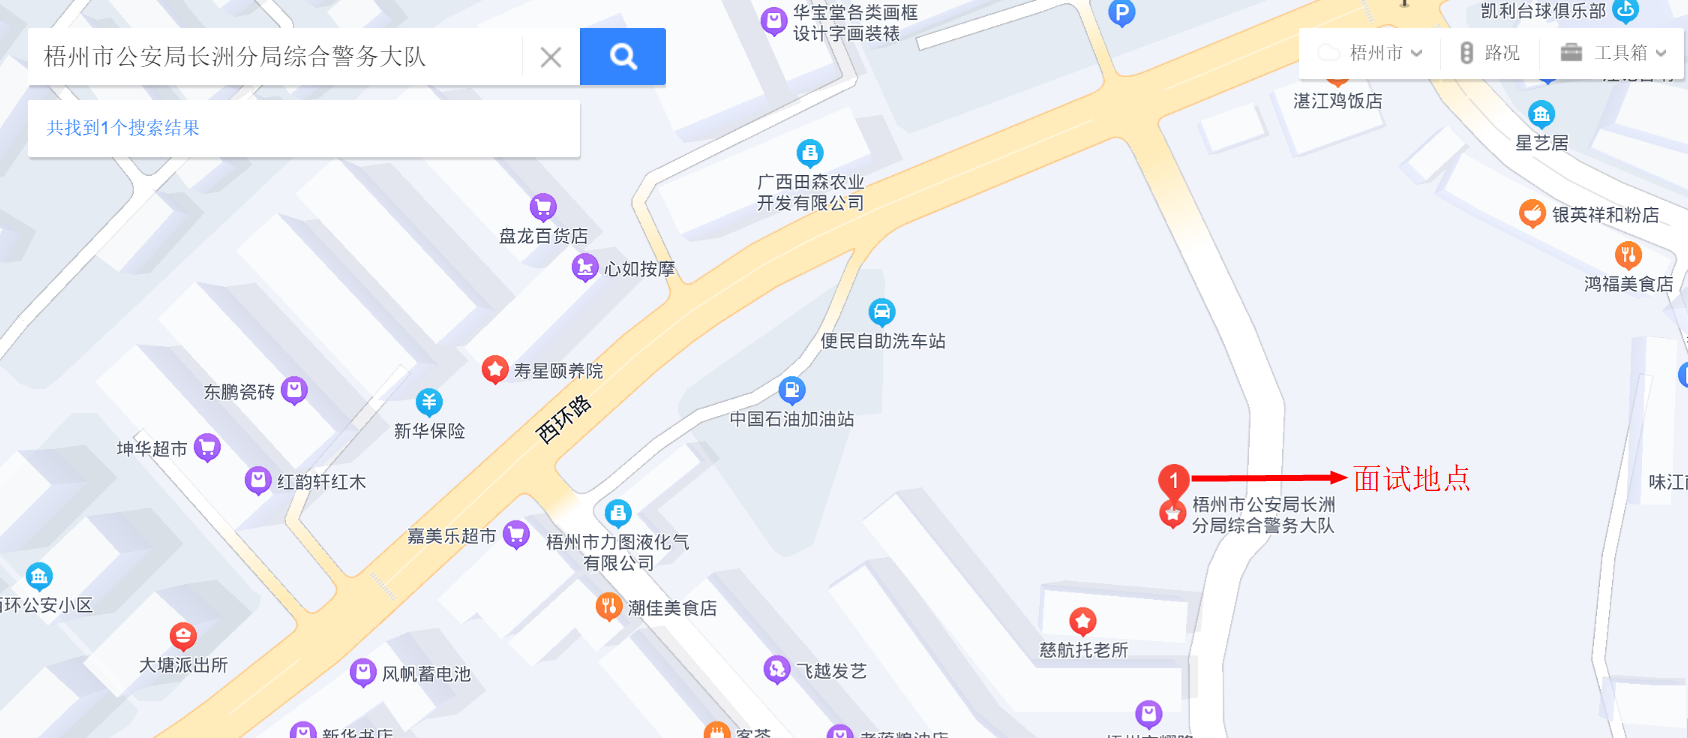 华宝堂各类画框
设计字画装裱
P
凯利台球俱乐部
梧州市公安局长洲分局综合警务大队
梧州市
路况
工具箱
共找到1个搜索结果
湛江鸡饭店
星艺居
广西田森农业
开发有限公司
盘龙百货店
心如按摩
银英祥和粉店
鸿福美食店
便民自助洗车站
寿星颐养院
东鹏瓷砖
新华保险
西环路
中国石油加油站
坤华超市
红韵轩红木
1
面试地点
味江
梧州市公安局长洲
分局综合警务大队
嘉美乐超市
梧州市力图液化气
有限公司
环公安小区
潮佳美食店
大塘派出所
慈航托老所
风帆蓄电池
飞越发艺
新华书店
客茶